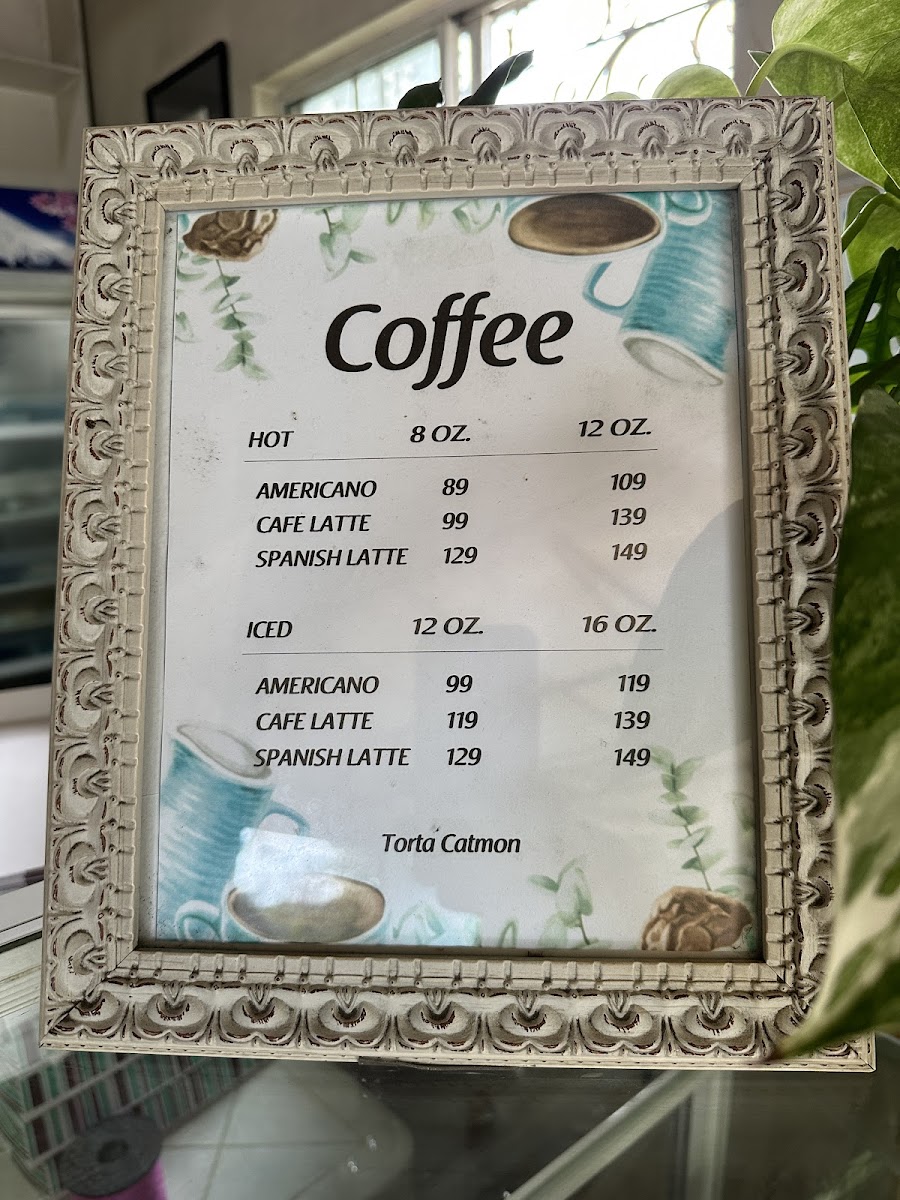 Coffee
HOT 8 OZ. 12 OZ.
AMERICANO 89 109
CAFE LATTE 99 139
SPANISH LATTE 129 149
ICED 12 OZ. 16 OZ.
AMERICANO 99 119
CAFE LATTE 119 139
SPANISH LATTE 129 149
Torta Catmon